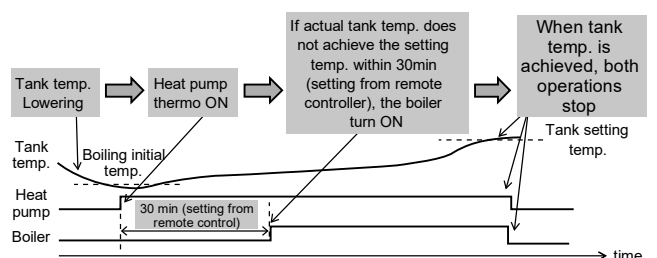 Tank temp.
Lowering
Heat pump
thermo ON
If actual tank temp. does
not achieve the setting
temp. within 30min
(setting from remote
controller), the boiler
turn ON
When tank
temp. is
achieved, both
operations
stop
Tank setting
temp.
Tank
temp.
Boiling initial
temp.
Heat
pump
30 min (setting from
remote control)
Boiler
time